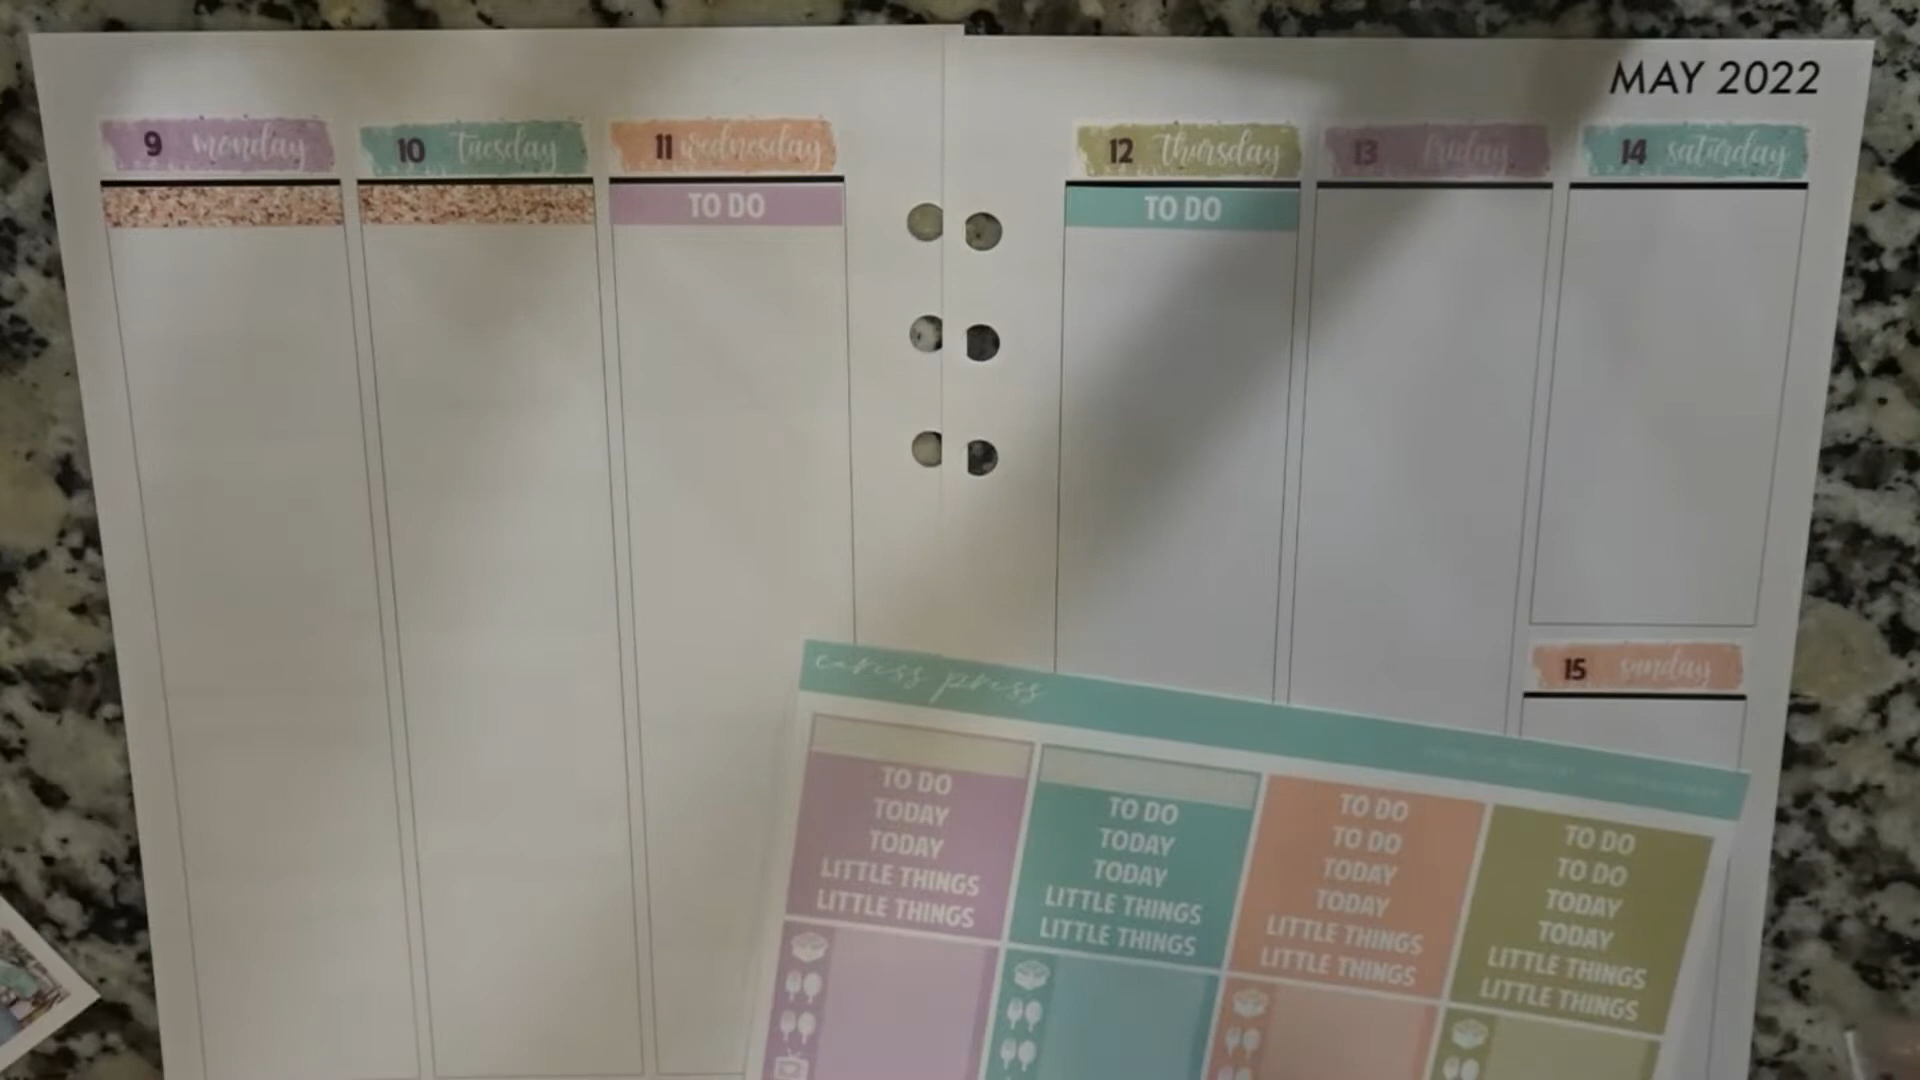 MAY 2022
9 monday
10 tuesday
11 wednesday
12 thursday
13 friday
14 saturday
TO DO
TO DO
15 sunday
caress press
TO DO
TODAY
TODAY
LITTLE THINGS
LITTLE THINGS
TO DO
TODAY
TODAY
LITTLE THINGS
LITTLE THINGS
TO DO
TO DO
TODAY
TODAY
LITTLE THINGS
LITTLE THINGS
TO DO
TO DO
TODAY
TODAY
LITTLE THINGS
LITTLE THINGS